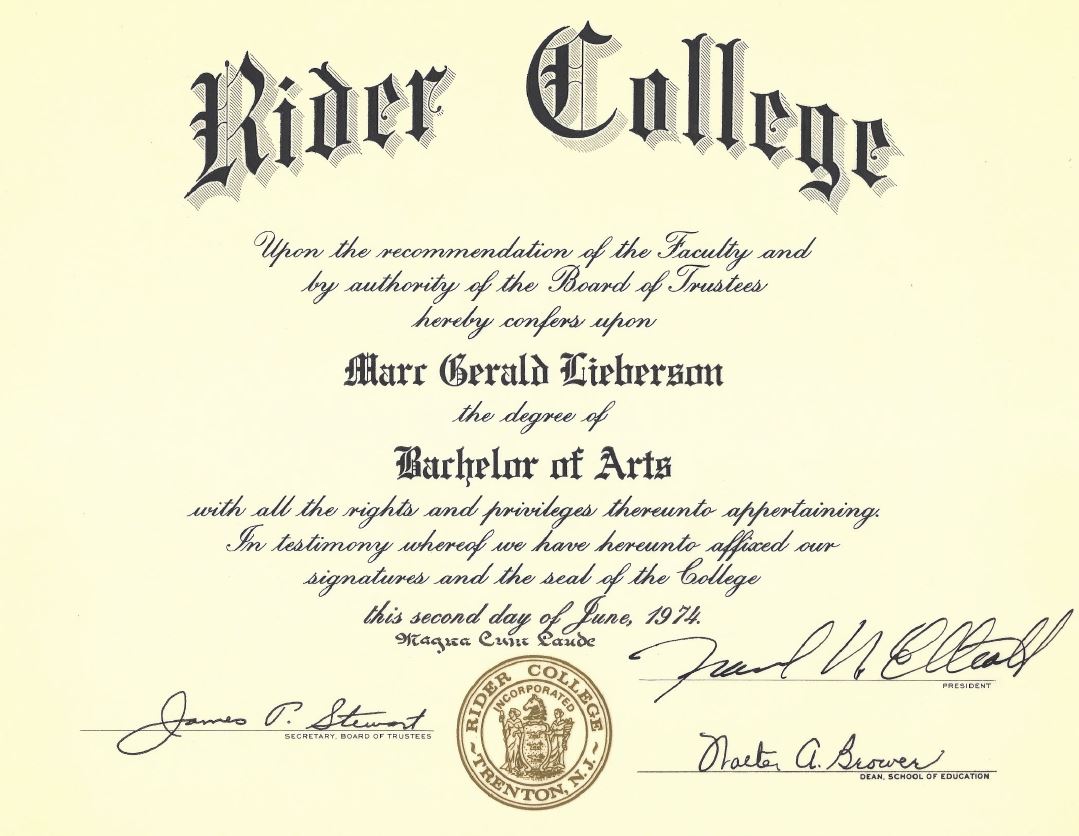 Rider College
Upon the recommendation of the Faculty and
by authority of the Board of Trustees
hereby confers upon
Marc Gerald Lieberson
the degree of
Bachelor of Arts
with all the rights and privileges thereunto appertaining.
In testimony whereof we have hereunto affixed our
signatures and the seal of the College
this second day of June, 1974.
Magna Cum Laude
Elliott
PRESIDENT
James P. Stewart
SECRETARY, BOARD OF TRUSTEES
RIDER COLLEGE
INCORPORATED
TRENTON, N.J.
Walter A. Brower
DEAN, SCHOOL OF EDUCATION